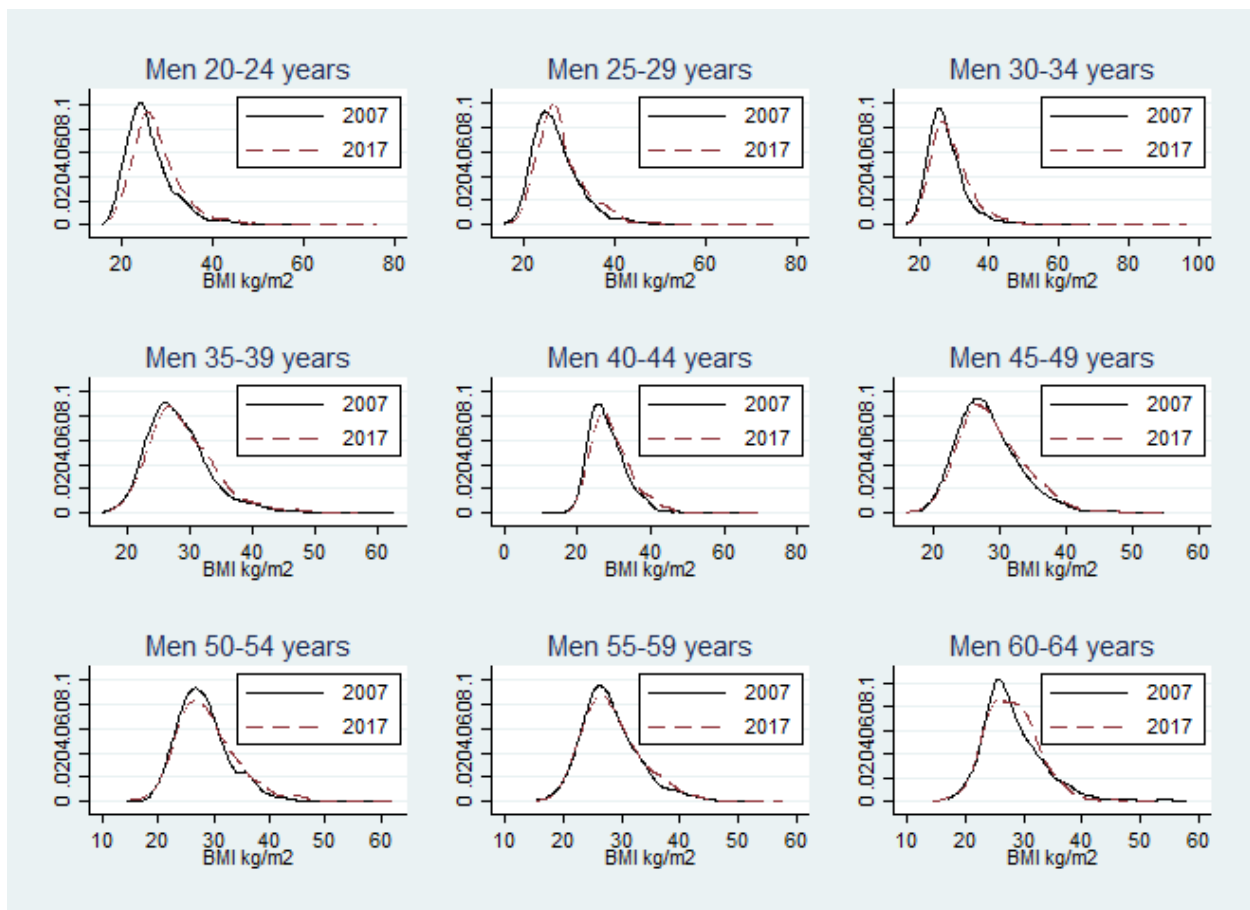 Men 20-24 years
2007
2017
0 .02.04.06.08.1
20 40 60 80
BMI kg/m2
Men 25-29 years
2007
2017
0 .02.04.06.08.1
20 40 60 80
BMI kg/m2
Men 30-34 years
2007
2017
0 .02.04.06.08.1
20 40 60 80 100
BMI kg/m2
Men 35-39 years
2007
2017
0 .02.04.06.08.1
20 30 40 50 60
BMI kg/m2
Men 40-44 years
2007
2017
0 .02.04.06.08.1
0 20 40 60 80
BMI kg/m2
Men 45-49 years
2007
2017
0 .02.04.06.08.1
20 30 40 50 60
BMI kg/m2
Men 50-54 years
2007
2017
0 .02.04.06.08.1
10 20 30 40 50 60
BMI kg/m2
Men 55-59 years
2007
2017
0 .02.04.06.08.1
10 20 30 40 50 60
BMI kg/m2
Men 60-64 years
2007
2017
0 .02.04.06.08.1
10 20 30 40 50 60
BMI kg/m2